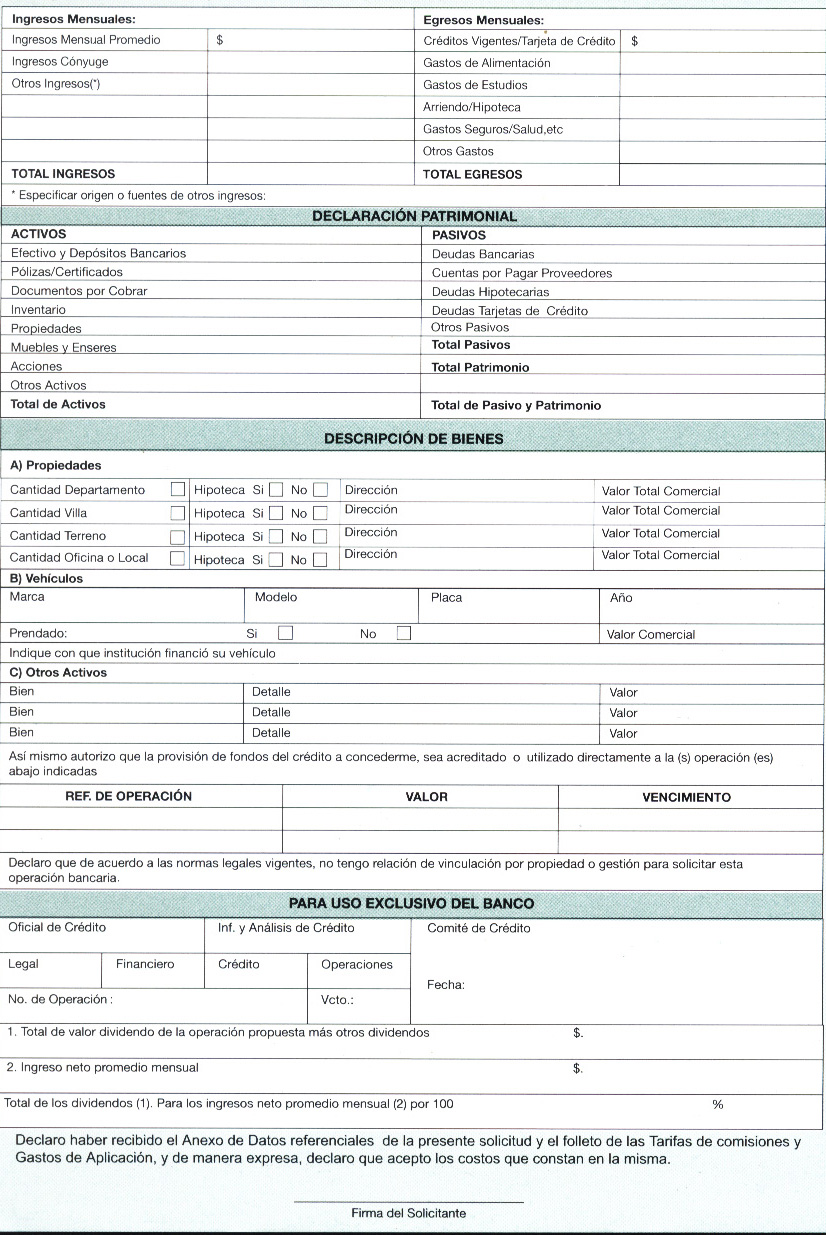 Ingresos Mensuales: Egresos Mensuales:
Ingresos Mensual Promedio $ Créditos Vigentes/Tarjeta de Crédito $
Ingresos Cónyuge Gastos de Alimentación
Otros Ingresos(*) Gastos de Estudios
Arriendo/Hipoteca
Gastos Seguros/Salud,etc
Otros Gastos
TOTAL INGRESOS TOTAL EGRESOS
* Especificar origen o fuentes de otros ingresos:
DECLARACIÓN PATRIMONIAL
ACTIVOS PASIVOS
Efectivo y Depósitos Bancarios Deudas Bancarias
Pólizas/Certificados Cuentas por Pagar Proveedores
Documentos por Cobrar Deudas Hipotecarias
Inventario Deudas Tarjetas de Crédito
Propiedades Otros Pasivos
Muebles y Enseres Total Pasivos
Acciones Total Patrimonio
Otros Activos
Total de Activos Total de Pasivo y Patrimonio
DESCRIPCIÓN DE BIENES
A) Propiedades
Cantidad Departamento Hipoteca Si No Dirección Valor Total Comercial
Cantidad Villa Hipoteca Si No Dirección Valor Total Comercial
Cantidad Terreno Hipoteca Si No Dirección Valor Total Comercial
Cantidad Oficina o Local Hipoteca Si No Dirección Valor Total Comercial
B) Vehículos
Marca Modelo Placa Año
Prendado: Si No Valor Comercial
Indique con que institución financió su vehículo
C) Otros Activos
Bien Detalle Valor
Bien Detalle Valor
Bien Detalle Valor
Así mismo autorizo que la provisión de fondos del crédito a concederme, sea acreditado o utilizado directamente a la (s) operación (es)
abajo indicadas
REF. DE OPERACIÓN VALOR VENCIMIENTO
Declaro que de acuerdo a las normas legales vigentes, no tengo relación de vinculación por propiedad o gestión para solicitar esta
operación bancaria.
PARA USO EXCLUSIVO DEL BANCO
Oficial de Crédito Inf. y Análisis de Crédito Comité de Crédito
Legal Financiero Crédito Operaciones
Fecha:
No. de Operación : Vcto.:
1. Total de valor dividendo de la operación propuesta más otros dividendos $.
2. Ingreso neto promedio mensual $.
Total de los dividendos (1). Para los ingresos neto promedio mensual (2) por 100 %
Declaro haber recibido el Anexo de Datos referenciales de la presente solicitud y el folleto de las Tarifas de comisiones y
Gastos de Aplicación, y de manera expresa, declaro que acepto los costos que constan en la misma.
Firma del Solicitante